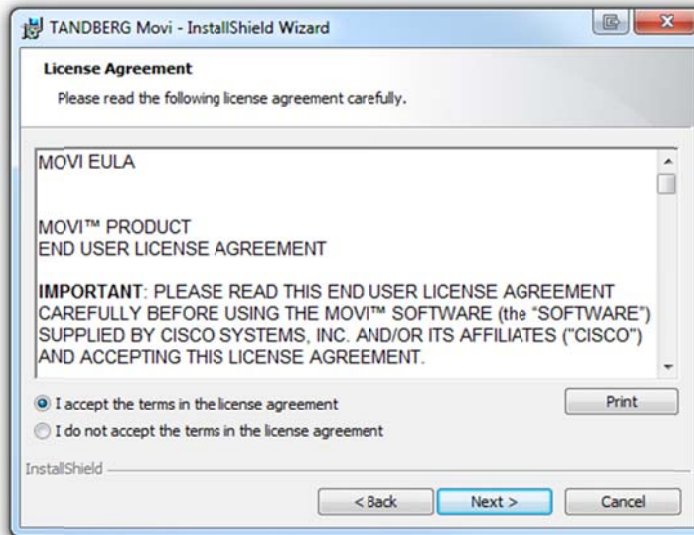 TANDBERG Movi - InstallShield Wizard
License Agreement
Please read the following license agreement carefully.
MOVI EULA
MOVI™ PRODUCT
END USER LICENSE AGREEMENT
IMPORTANT: PLEASE READ THIS END USER LICENSE AGREEMENT
CAREFULLY BEFORE USING THE MOVI™ SOFTWARE (the "SOFTWARE")
SUPPLIED BY CISCO SYSTEMS, INC. AND/OR ITS AFFILIATES ("CISCO")
AND ACCEPTING THIS LICENSE AGREEMENT.
I accept the terms in the license agreement
Print
I do not accept the terms in the license agreement
InstallShield
< Back
Next >
Cancel